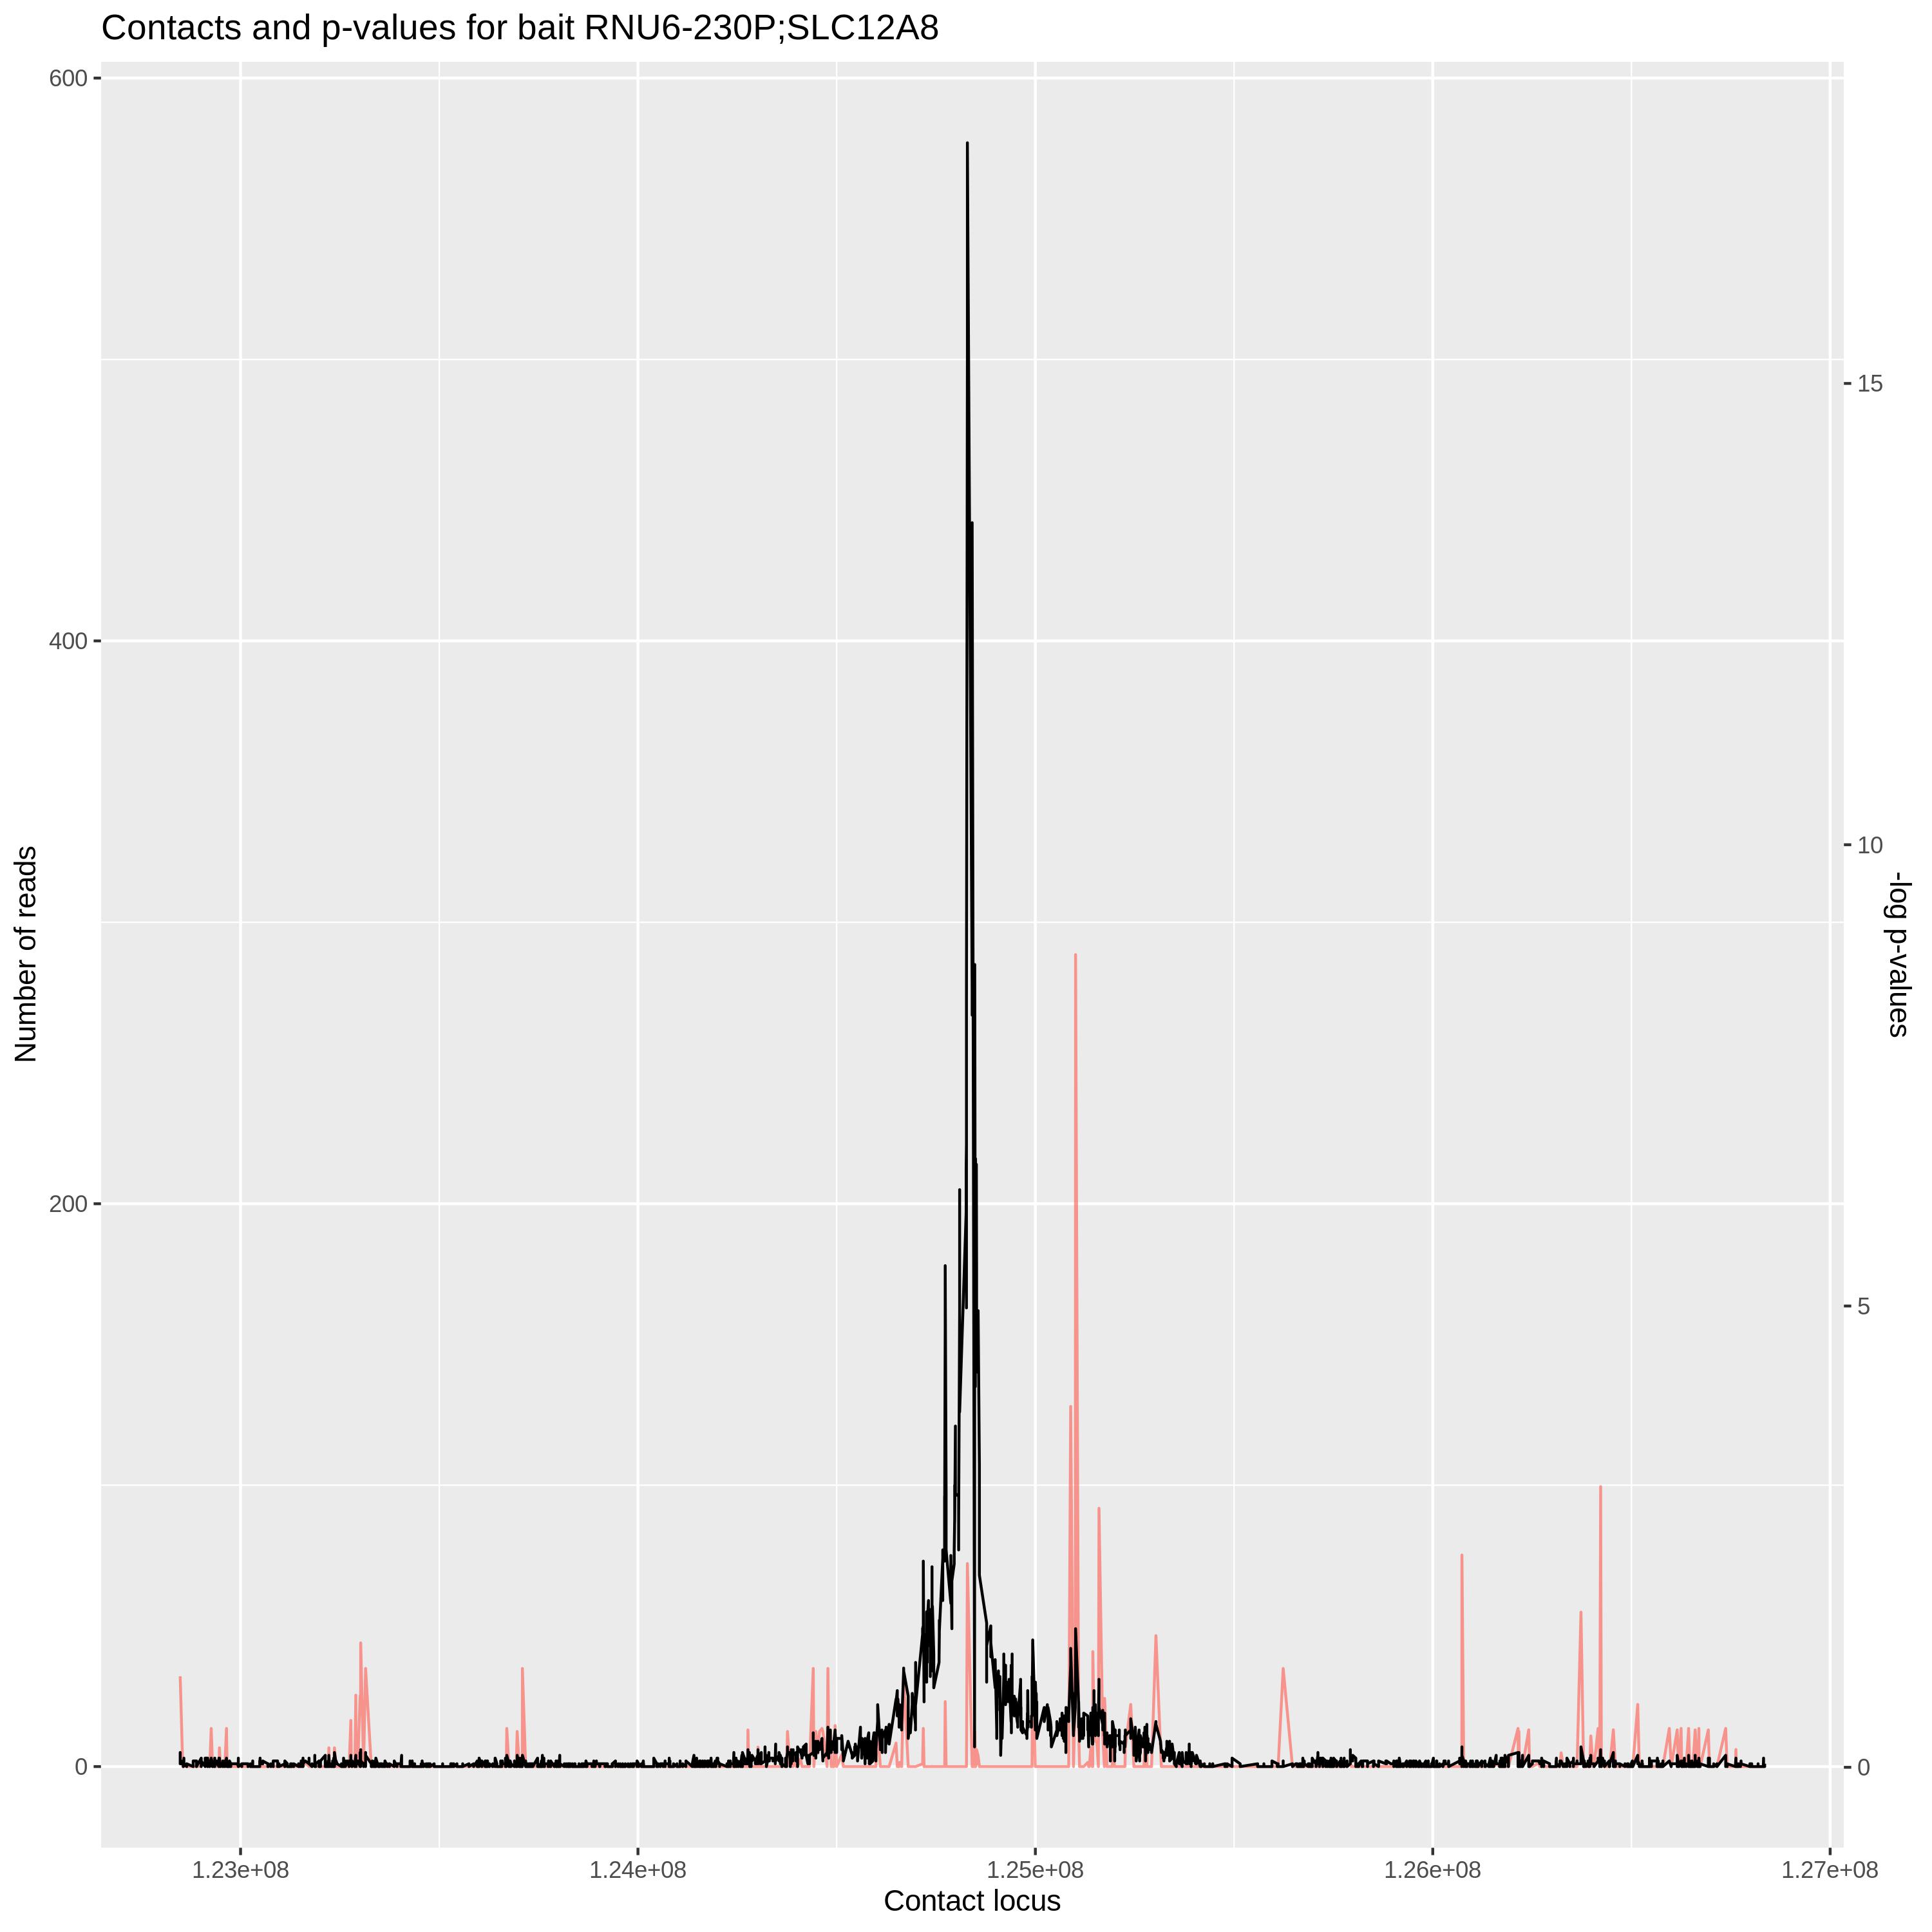 Contacts and p-values for bait RNU6-230P;SLC12A8
600
400
200
0
Number of reads
15
10
5
0
-log p-values
1.23e+08
1.24e+08
1.25e+08
1.26e+08
1.27e+08
Contact locus